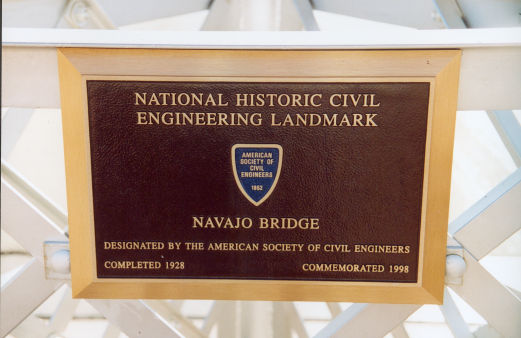 NATIONAL HISTORIC CIVIL
ENGINEERING LANDMARK
AMERICAN
SOCIETY OF
CIVIL
ENGINEERS
1852
NAVAJO BRIDGE
DESIGNATED BY THE AMERICAN SOCIETY OF CIVIL ENGINEERS
COMPLETED 1928 COMMEMORATED 1998